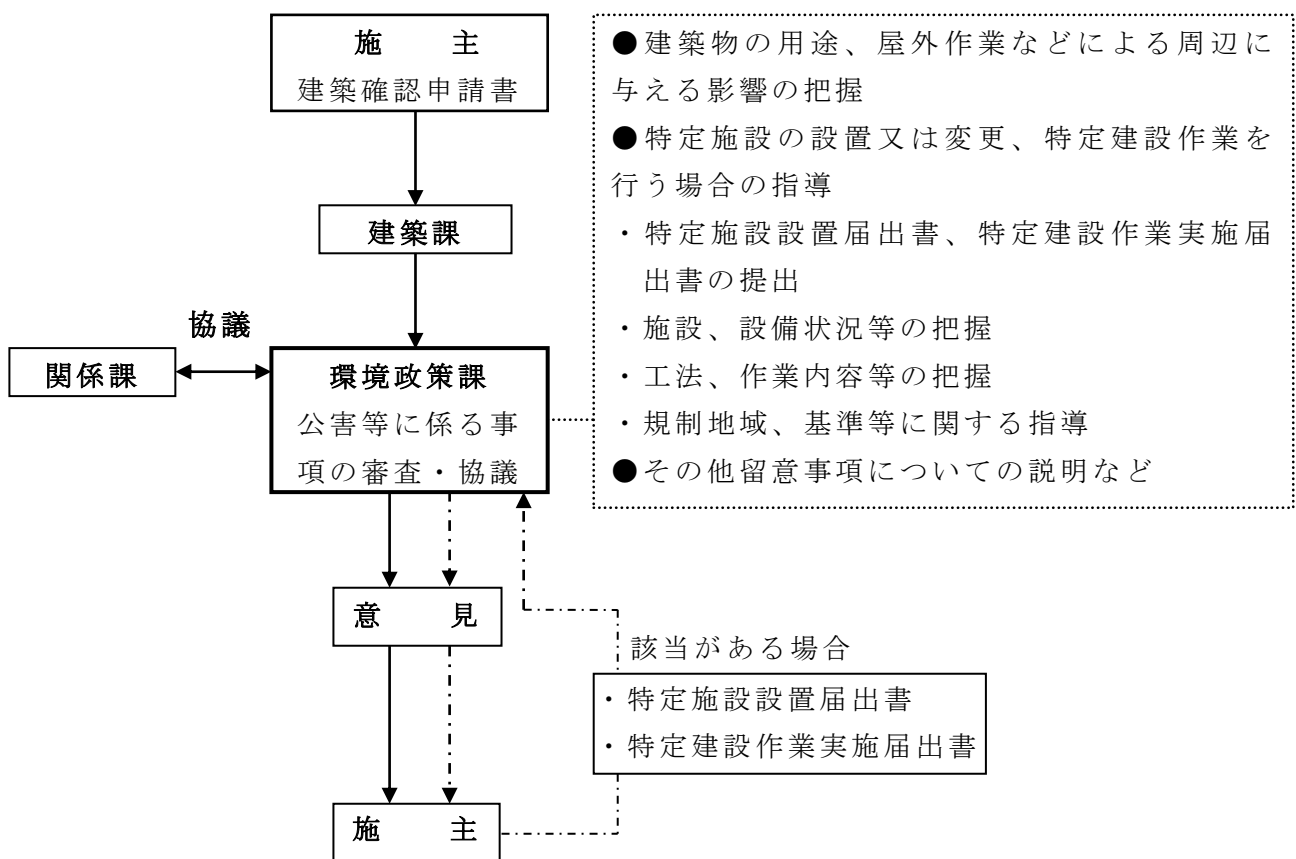 施　主
建築確認申請書
建築課
協議
関係課
環境政策課
公害等に係る事
項の審査・協議
●建築物の用途、屋外作業などによる周辺に
与える影響の把握
●特定施設の設置又は変更、特定建設作業を
行う場合の指導
・特定施設設置届出書、特定建設作業実施届
出書の提出
・施設、設備状況等の把握
・工法、作業内容等の把握
・規制地域、基準等に関する指導
●その他留意事項についての説明など
意　見
該当がある場合
・特定施設設置届出書
・特定建設作業実施届出書
施　主